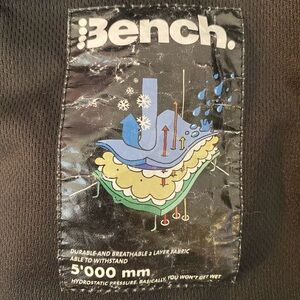 Bench.
DURABLE AND BREATHABLE 2 LAYER FABRIC
ABLE TO WITHSTAND
5'000 mm
HYDROSTATIC PRESSURE. BASICALLY, YOU WON'T GET WET